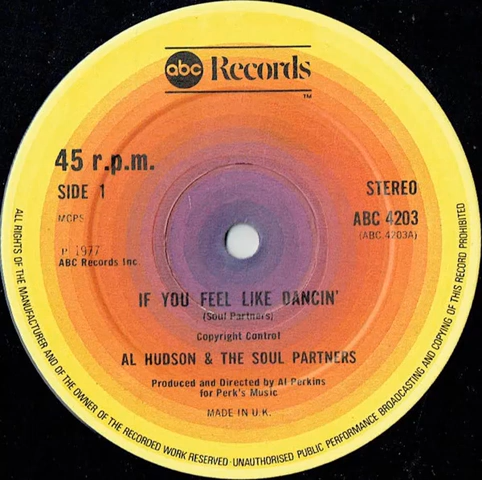 abc Records
TM
45 r.p.m.
SIDE 1
STEREO
MCPS
ABC 4203
(ABC 4203A)
P 1977
ABC Records Inc.
IF YOU FEEL LIKE DANCIN'
(Soul Partners)
Copyright Control
AL HUDSON & THE SOUL PARTNERS
Produced and Directed by Al Perkins
for Perk's Music
MADE IN U.K.
ALL RIGHTS OF THE MANUFACTURER AND OF THE OWNER OF THE RECORDED WORK RESERVED · UNAUTHORISED PUBLIC PERFORMANCE BROADCASTING AND COPYING OF THIS RECORD PROHIBITED